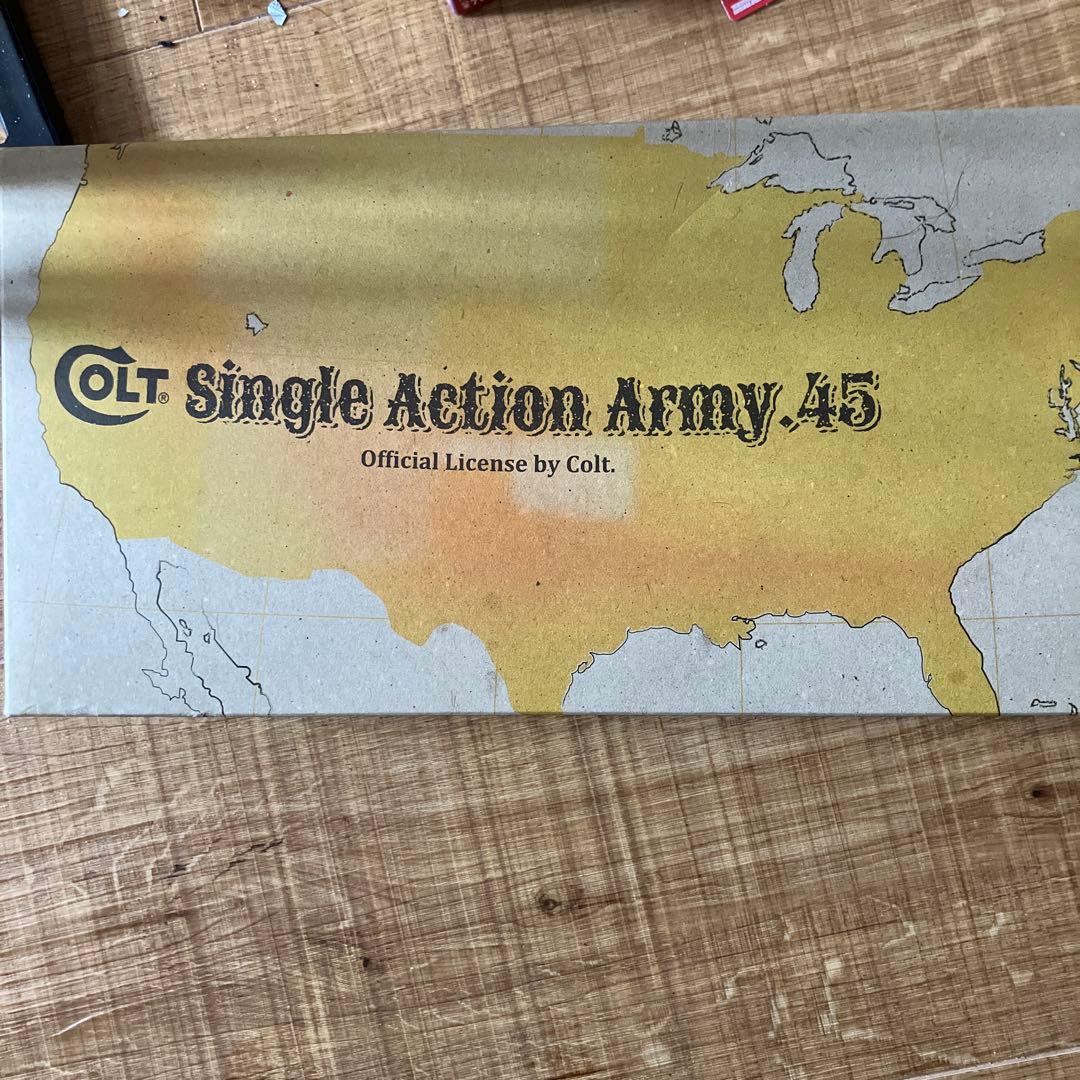 COLT® Single Action Army .45
Official License by Colt.